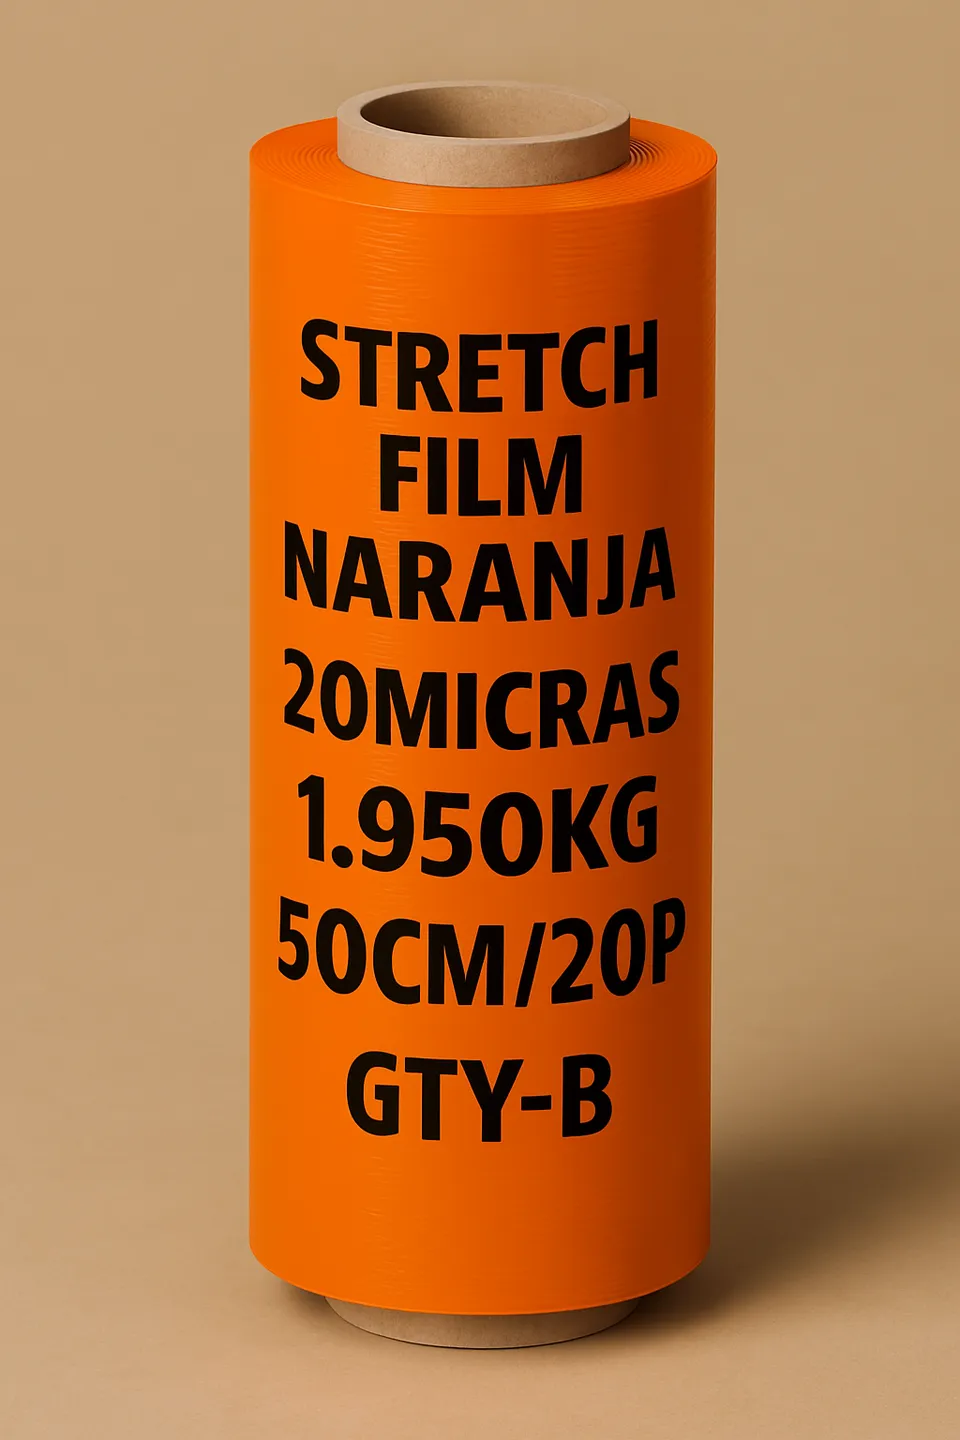 STRETCH
FILM
NARANJA
20MICRAS
1.950KG
50CM/20P
GTY-B